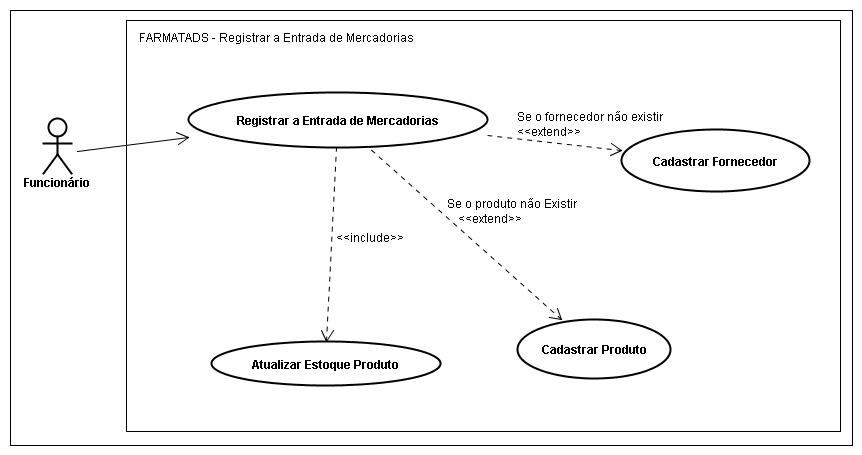 FARMATADS - Registrar a Entrada de Mercadorias
Registrar a Entrada de Mercadorias
Se o fornecedor não existir
<<extend>>
Cadastrar Fornecedor
Funcionário
Se o produto não Existir
<<extend>>
<<include>>
Cadastrar Produto
Atualizar Estoque Produto